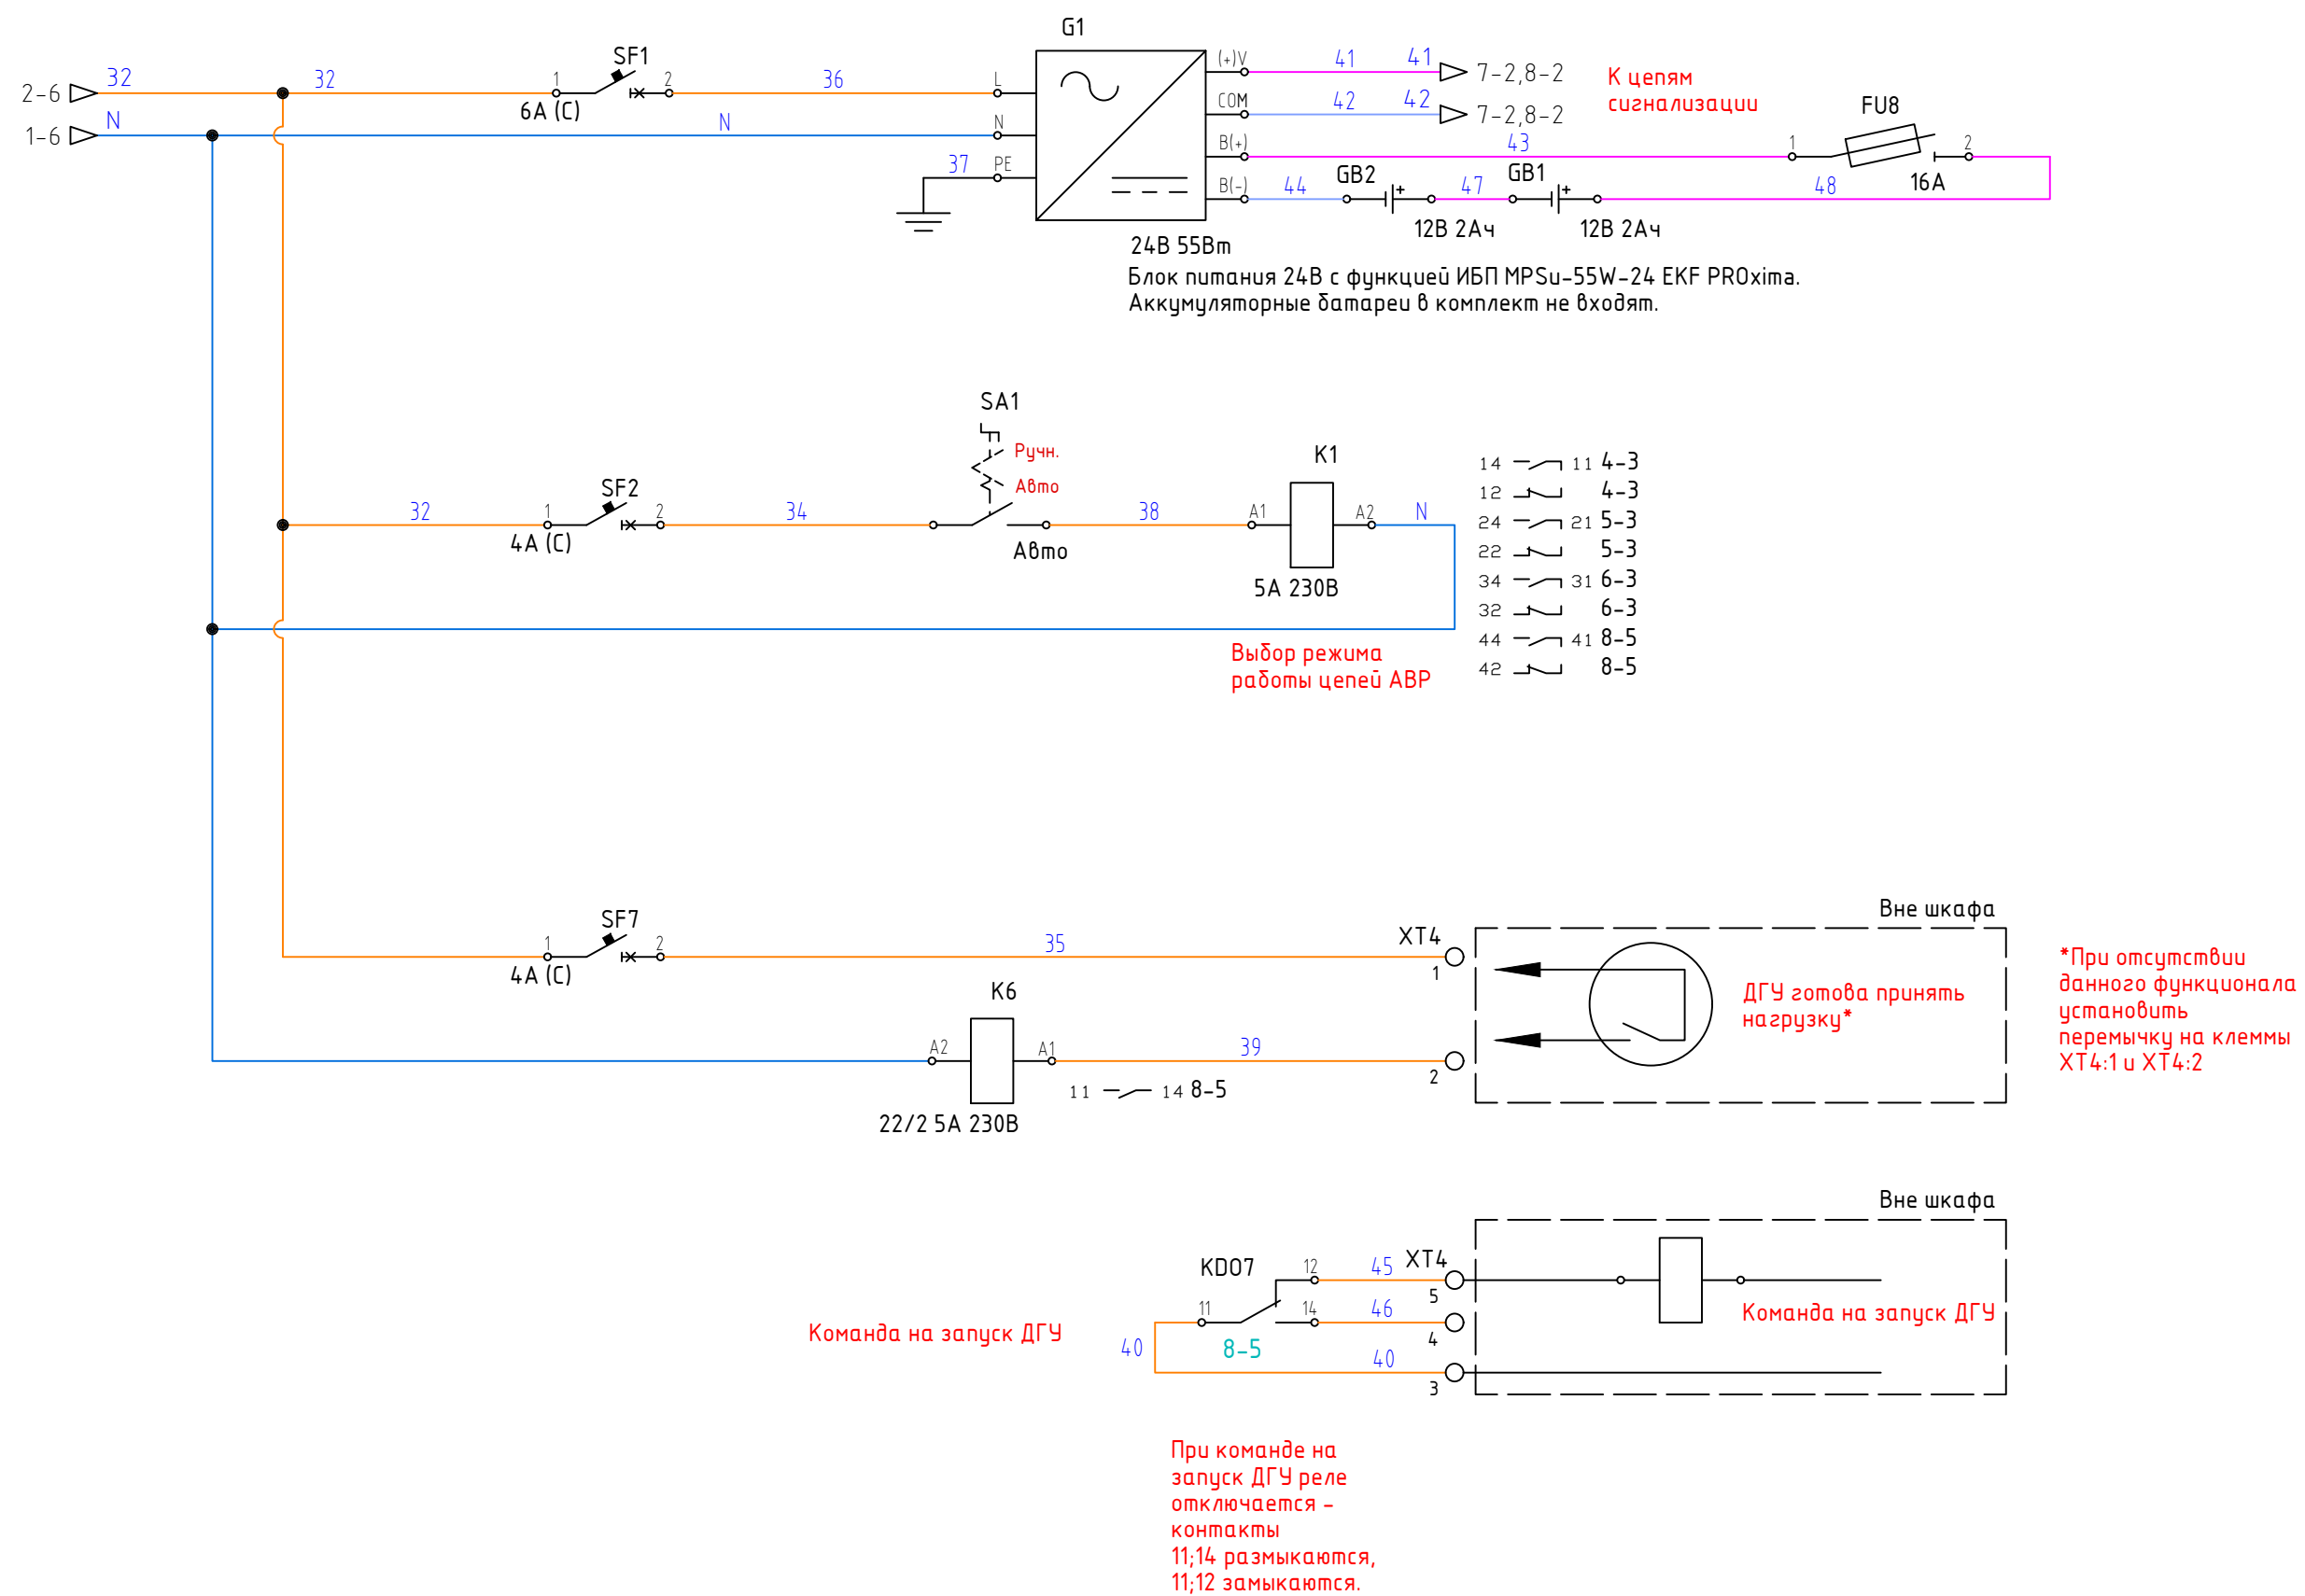 G1
2-6
32
32
SF1
1
2
6А (С)
36
L
(+)V
41
41
7-2,8-2
К цепям
сигнализации
1-6
N
N
N
COM
42
42
7-2,8-2
37
PE
B(+)
43
1
FU8
2
16А
B(-)
44
GB2
+
12В 2Ач
47
GB1
+
12В 2Ач
48
24В 55Вт
Блок питания 24В с функцией ИБП MPSu-55W-24 EKF PROxima.
Аккумуляторные батареи в комплект не входят.
32
SF2
1
2
4А (С)
34
SA1
Ручн.
Авто
Авто
38
K1
A1
A2
5А 230В
N
14 11 4-3
12 4-3
24 21 5-3
22 5-3
34 31 6-3
32 6-3
44 41 8-5
42 8-5
Выбор режима
работы цепей АВР
SF7
1
2
4А (С)
35
XT4
1
Вне шкафа
ДГУ готова принять
нагрузку*
*При отсутствии
данного функционала
установить
перемычку на клеммы
XT4:1 и XT4:2
K6
A2
A1
39
2
11 14 8-5
22/2 5А 230В
Вне шкафа
KDO7
12
45
XT4
5
11
14
46
4
8-5
Команда на запуск ДГУ
Команда на запуск ДГУ
40
40
3
При команде на
запуск ДГУ реле
отключается -
контакты
11;14 размыкаются,
11;12 замыкаются.